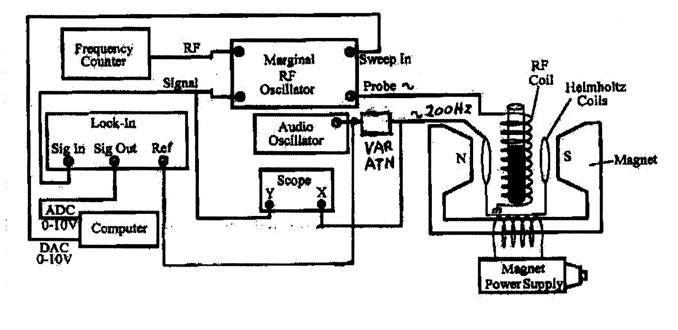 Frequency
Counter
RF
Marginal
RF
Oscillator
Sweep In
Signal
Probe ~
RF
Coil
Helmholtz
Coils
Lock-In
Sig In Sig Out Ref
Audio
Oscillator
VAR
ATN
~200Hz
N
S
Magnet
Scope
Y X
ADC
0-10V
Computer
DAC
0-10V
Magnet
Power Supply